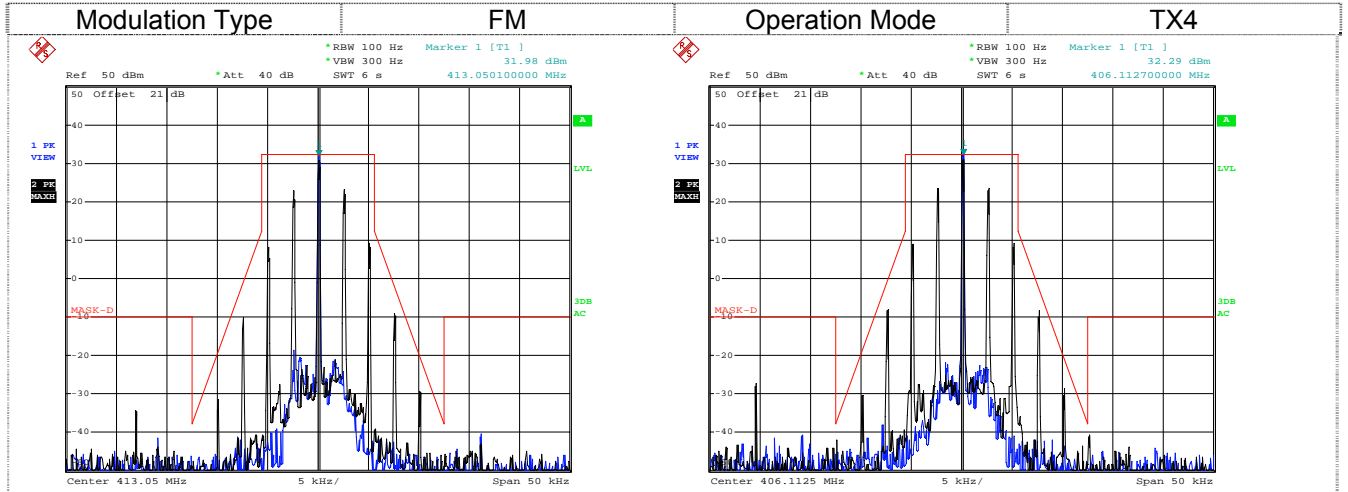 Modulation Type FM Operation Mode TX4
R S
*RBW 100 Hz Marker 1 [T1 ]
*VBW 300 Hz 31.98 dBm
Ref 50 dBm *Att 40 dB SWT 6 s 413.050100000 MHz
50 Offset 21 dB
A
40
1 PK
VIEW
30
LVL
2 PK
MAXH
20
10
0
3DB
AC
MASK-D
-10
-20
-30
-40
1
Center 413.05 MHz 5 kHz/ Span 50 kHz
R S
*RBW 100 Hz Marker 1 [T1 ]
*VBW 300 Hz 32.29 dBm
Ref 50 dBm *Att 40 dB SWT 6 s 406.112700000 MHz
50 Offset 21 dB
A
40
1 PK
VIEW
30
LVL
2 PK
MAXH
20
10
0
3DB
AC
MASK-D
-10
-20
-30
-40
1
Center 406.1125 MHz 5 kHz/ Span 50 kHz